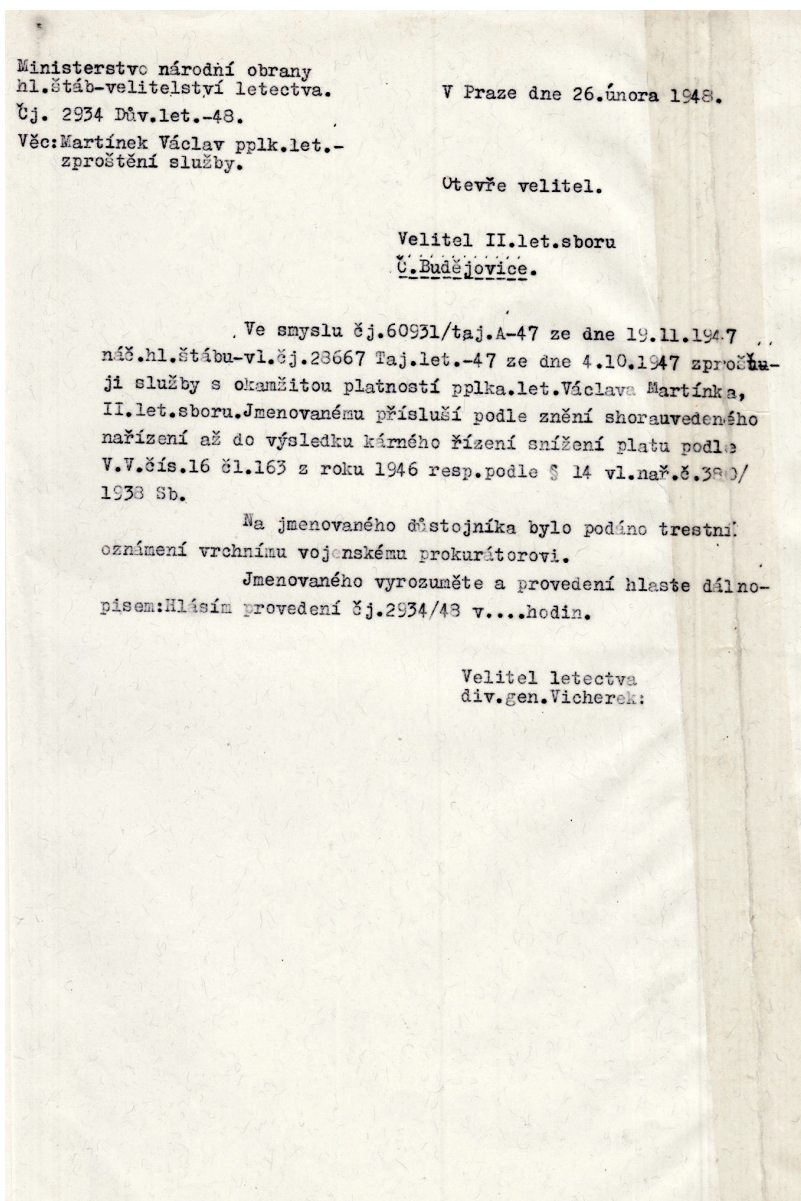 Ministerstvo národní obrany
hl.štáb-velitelství letectva.
V Praze dne 26.února 1948.
Čj. 2934 Dův.let.-48.
Věc:Martínek Václav pplk.let.-
zproštění služby.
Otevře velitel.
Velitel II.let.sboru
Č.Budějovice.
Ve smyslu čj.60931/taj.A-47 ze dne 19.11.1947
náč.hl.štábu-vl.čj.28667 Taj.let.-47 ze dne 4.10.1947 zprošťu-
ji služby s okamžitou platností pplka.let.Václava Martínka,
II.let.sboru.Jmenovanému přísluší podle znění shorauvedeného
nařízení až do výsledku kárného řízení snížení platu podle
V.V.čís.16 čl.163 z roku 1946 resp.podle § 14 vl.nař.č.380/
1938 Sb.
Na jmenovaného důstojníka bylo podáno trestní
oznámení vrchnímu vojenskému prokurátorovi.
Jmenovaného vyrozuměte a provedení hlaste dálno-
pisem:Hlásím provedení čj.2934/48 v....hodin.
Velitel letectva
div.gen.Vicherek: